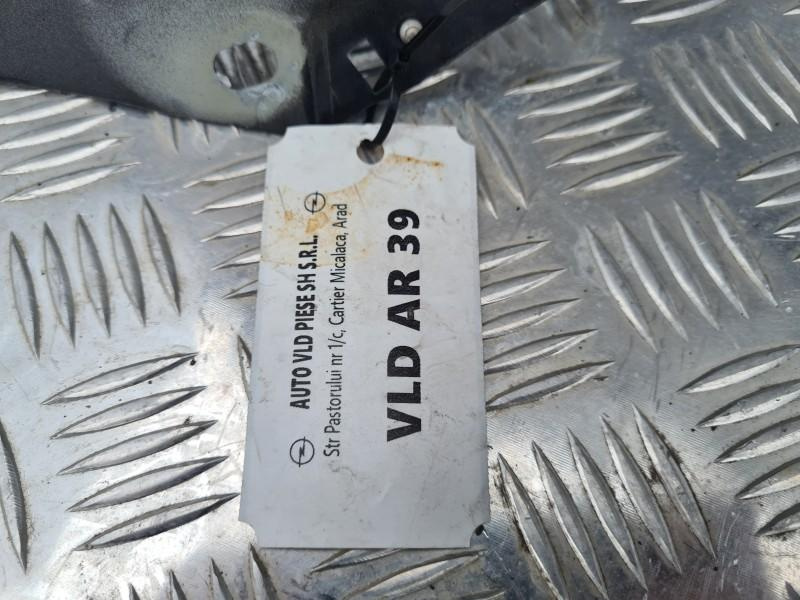 AUTO VLD PIESE SH S.R.L.
Str Pastorului nr 1/c, Cartier Micalaca, Arad
VLD AR 39